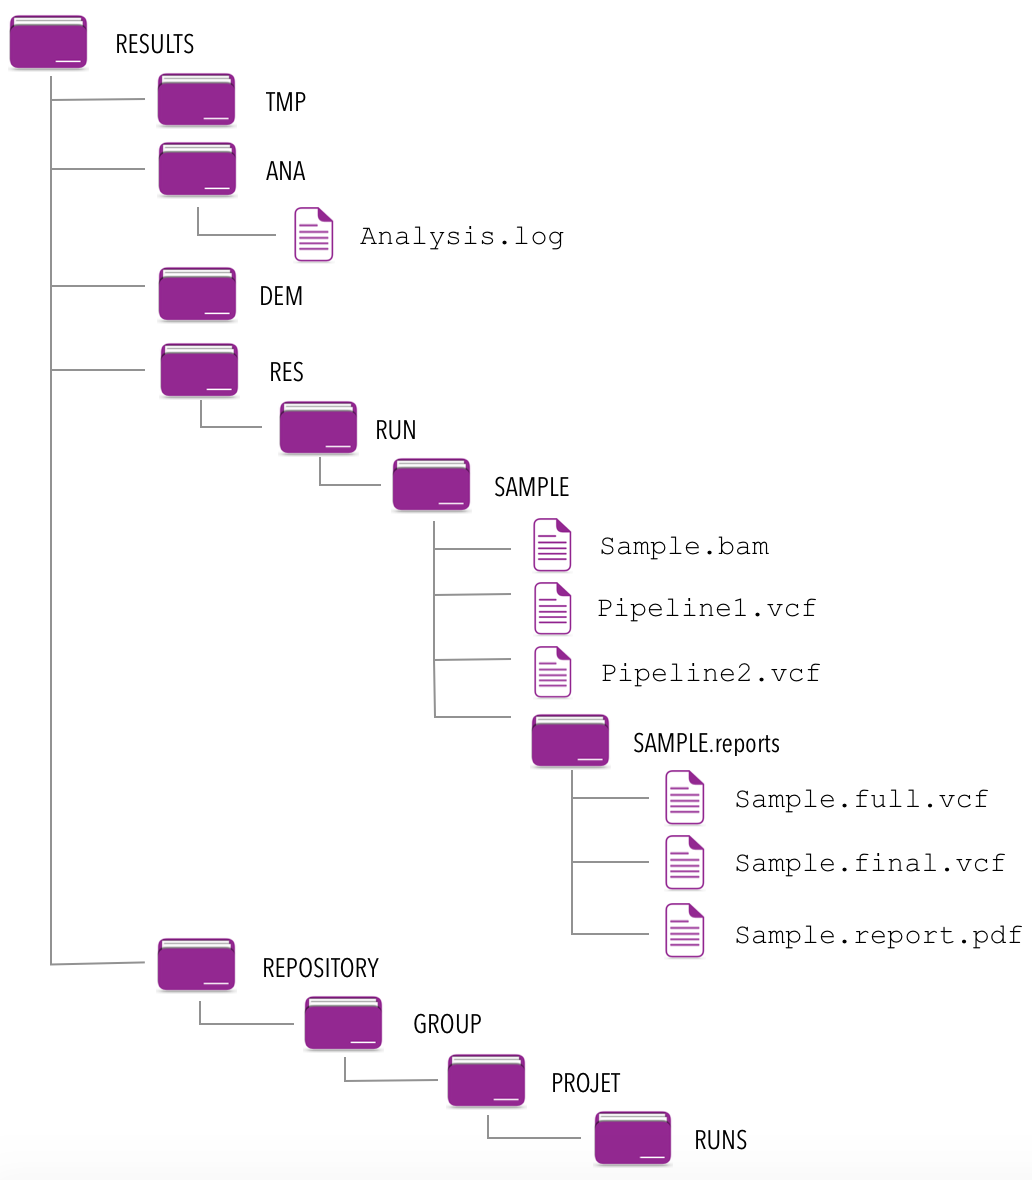 RESULTS
TMP
ANA
Analysis.log
DEM
RES
RUN
SAMPLE
Sample.bam
Pipeline1.vcf
Pipeline2.vcf
SAMPLE.reports
Sample.full.vcf
Sample.final.vcf
Sample.report.pdf
REPOSITORY
GROUP
PROJET
RUNS